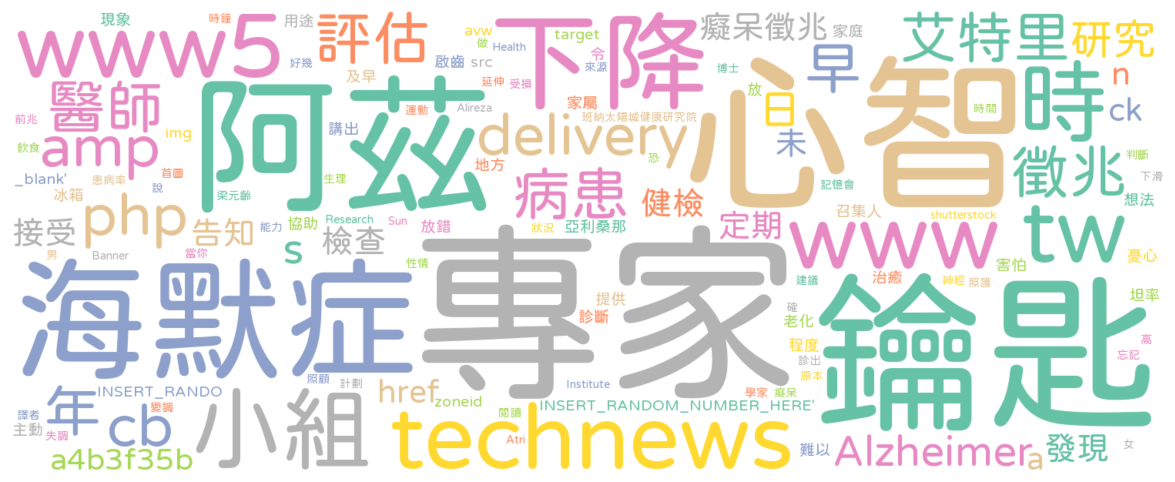 現象 時鐘 用途 avw 做 target 令 癡呆徵兆 家庭 艾特里 研究
www5 評估 好幾 Health 下降 來源 博士 早
及早 啟齒 src 延伸 受損 放 日 時 n
醫師 阿茲 運動 Alireza 家屬 心智 時間 ck
前兆 img 講出 delivery 班納太陽城健康研究院 未
飲食 amp 首圖 地方 恐 徵兆 判斷
_blank' 患病率 說 生理 病患 健檢 記憶會 下滑
冰箱 梁元齡 想法
php 告知 能力 協助 Research Sun 放錯 狀況 亞利桑那 定期 召集人 shutterstock tw
接受 s 檢查 www
男 Banner 當你 性情 專家 建議 治癒 神經 照護 害怕 憂心
海默症 提供 診斷 確 老化 鑰匙 坦率
程度 高
照顧 計劃 Institute 診出 忘記
譯者 年 INSERT_RANDO href zoneid 學家 癡呆 原本
主動 失調 cb 變調 小組 閱讀 INSERT_RANDOM_NUMBER_HERE'
a4b3f35b technews Atri 難以 Alzheimer a 發現 女